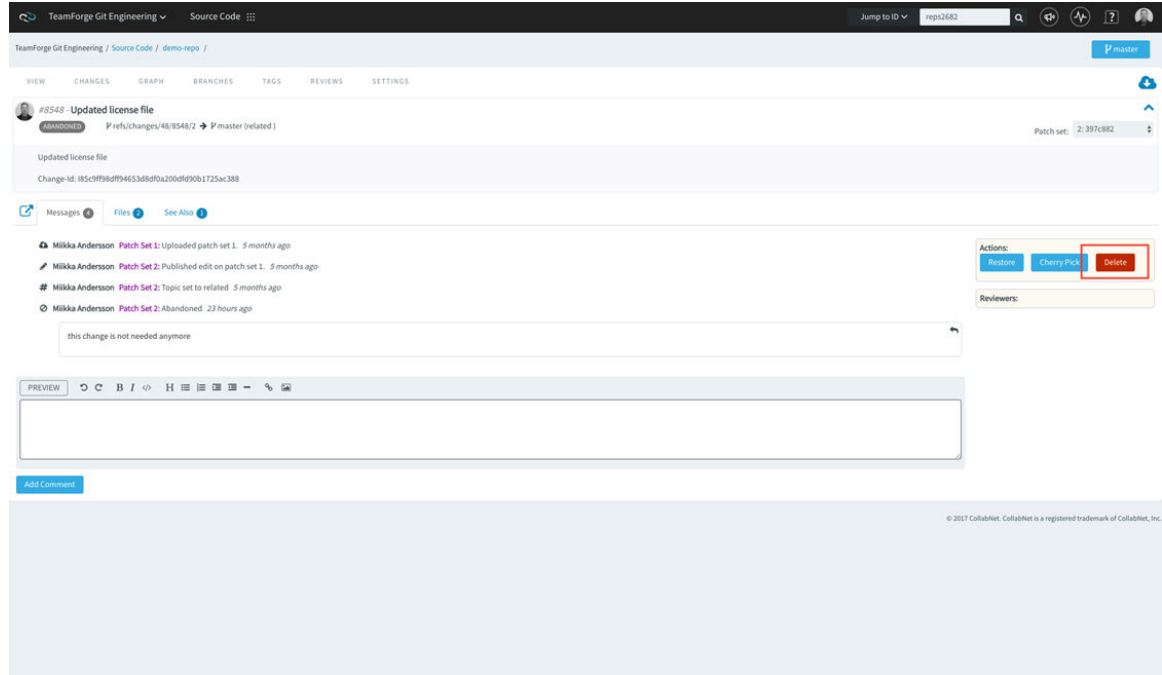 TeamForge Git Engineering Source Code Jump to ID reps2682
TeamForge Git Engineering / Source Code / demo-repo / master
VIEW CHANGES GRAPH BRANCHES TAGS REVIEWS SETTINGS
#8548 - Updated license file
ABANDONED refs/changes/48/8548/2 → master (related ) Patch set: 2: 397c882
Updated license file
Change-Id: I85c9ff98dff94653d8df0a200dfd90b1725ac388
Messages 4 Files 2 See Also 1
Miikka Andersson Patch Set 1: Uploaded patch set 1. 5 months ago
Miikka Andersson Patch Set 2: Published edit on patch set 1. 5 months ago
# Miikka Andersson Patch Set 2: Topic set to related 5 months ago
Miikka Andersson Patch Set 2: Abandoned 23 hours ago
this change is not needed anymore
Actions:
Restore Cherry Pick Delete
Reviewers:
PREVIEW B I </> H
Add Comment
© 2017 CollabNet. CollabNet is a registered trademark of CollabNet, Inc.